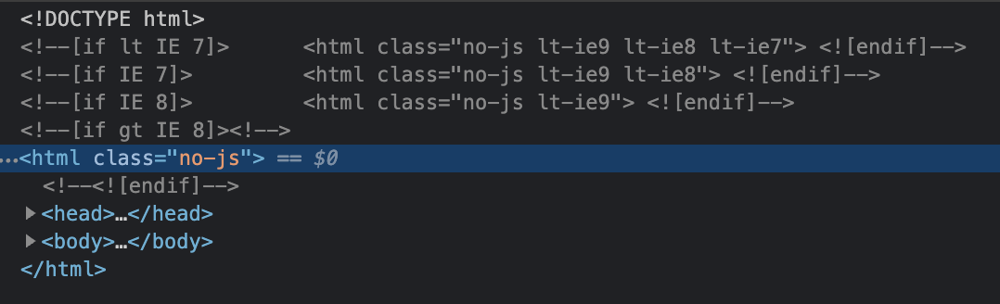 <!DOCTYPE html>
<!--[if lt IE 7]>      <html class="no-js lt-ie9 lt-ie8 lt-ie7"> <![endif]-->
<!--[if IE 7]>         <html class="no-js lt-ie9 lt-ie8"> <![endif]-->
<!--[if IE 8]>         <html class="no-js lt-ie9"> <![endif]-->
<!--[if gt IE 8]><!-->
…<html class="no-js"> == $0
<!--<![endif]-->
<head>…</head>
<body>…</body>
</html>